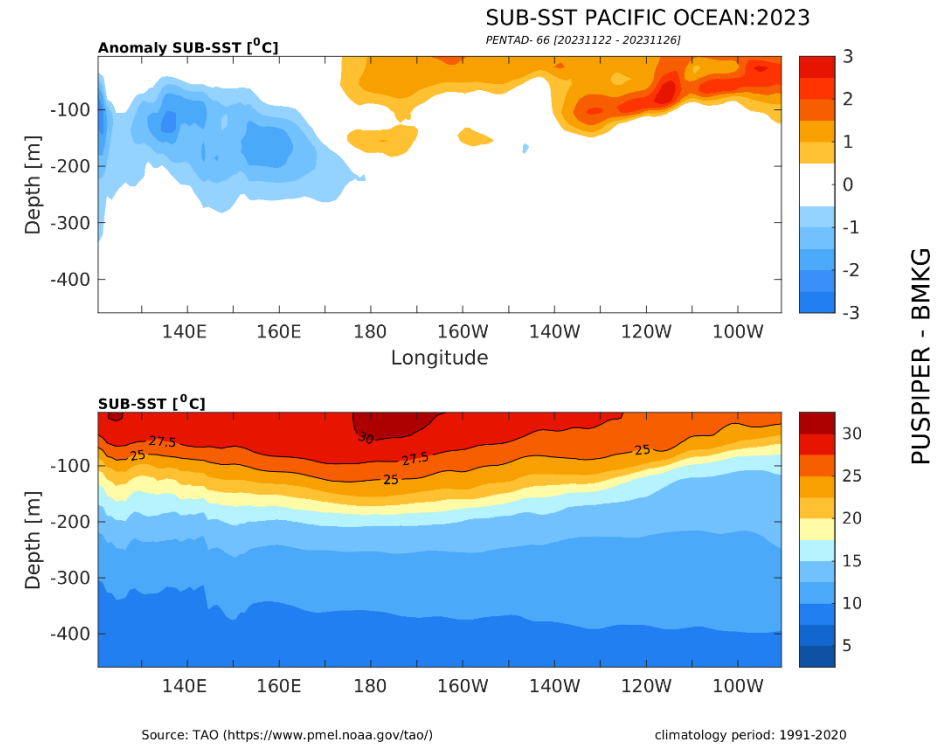 SUB-SST PACIFIC OCEAN:2023
PENTAD- 66 [20231122 - 20231126]
Anomaly SUB-SST [⁰C]
Depth [m]
-100
-200
-300
-400
140E 160E 180 160W 140W 120W 100W
Longitude
3
2
1
0
-1
-2
-3
PUSPIPER - BMKG
SUB-SST [⁰C]
Depth [m]
-100
-200
-300
-400
27.5
25
30
27.5
25
25
140E 160E 180 160W 140W 120W 100W
30
25
20
15
10
5
Source: TAO (https://www.pmel.noaa.gov/tao/)
climatology period: 1991-2020